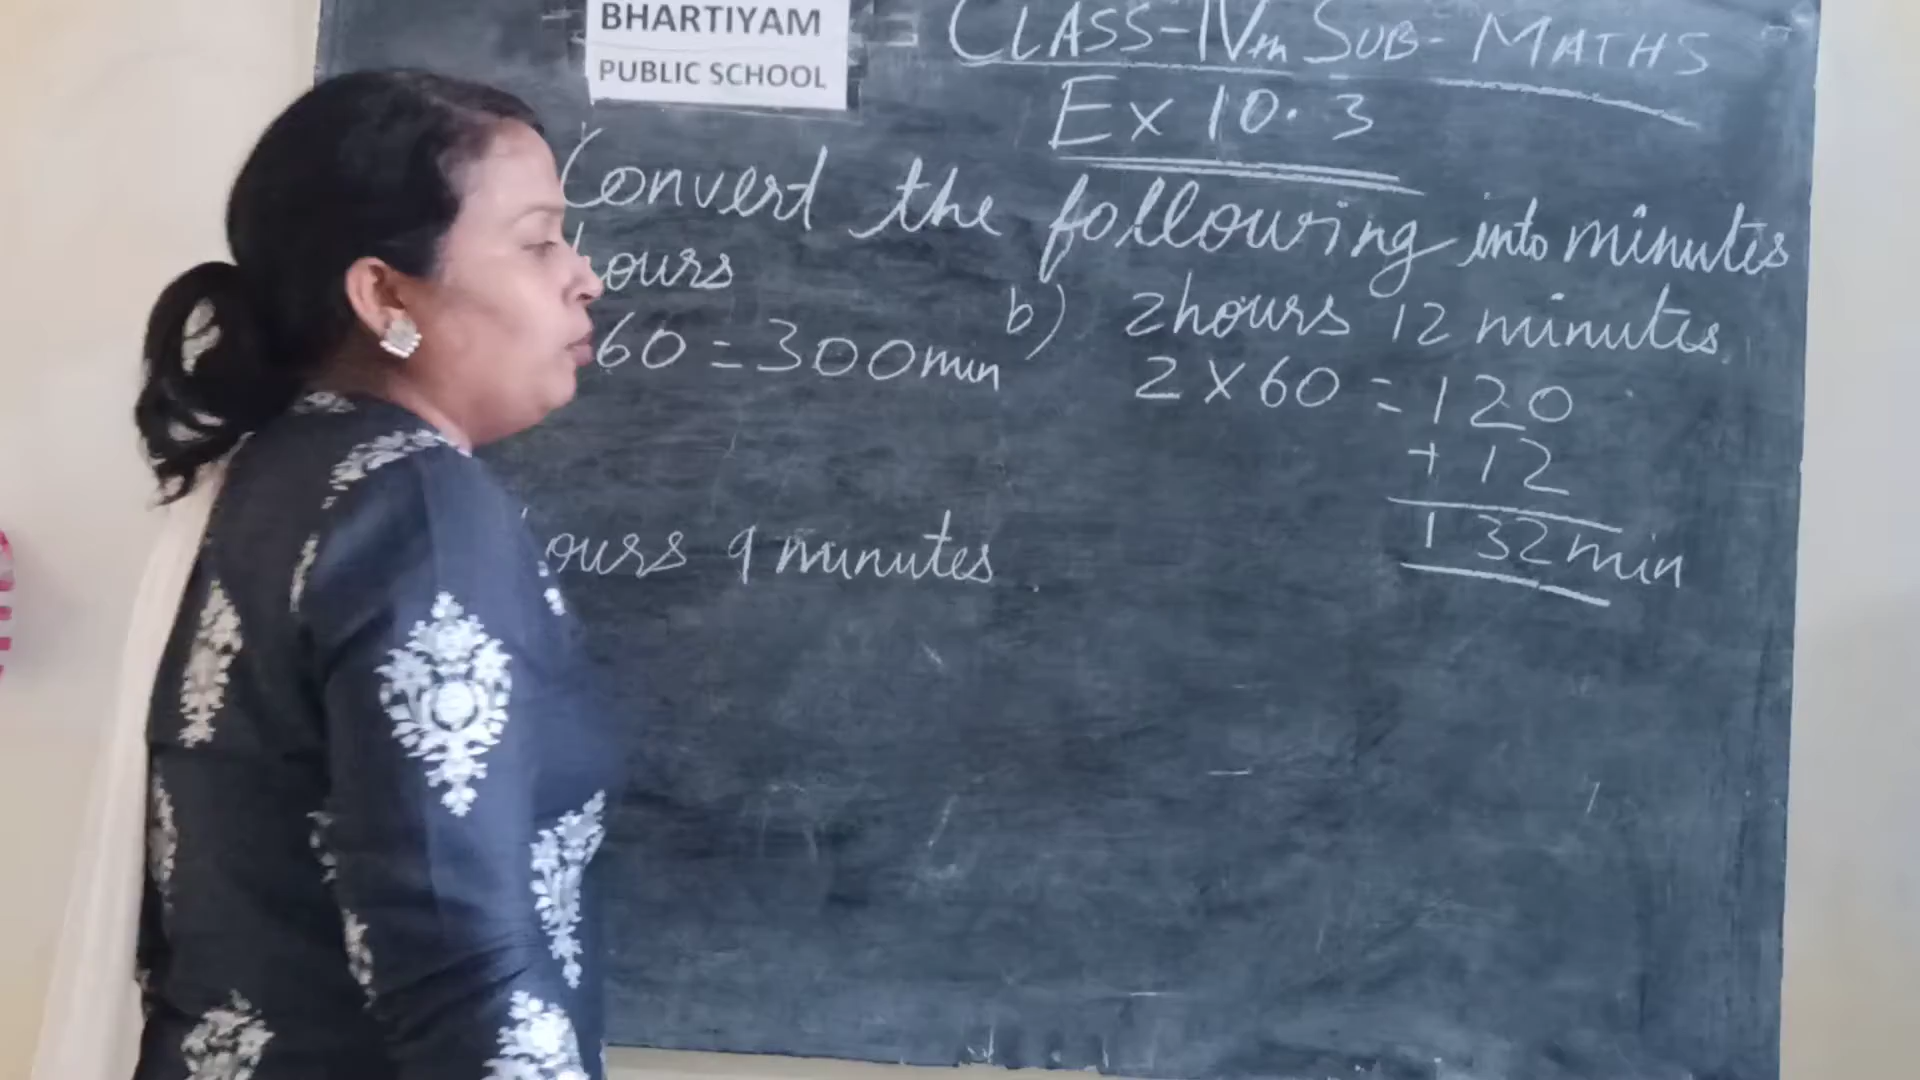 BHARTIYAM
PUBLIC SCHOOL
CLASS-IVth SUB- MATHS
Ex 10.3
Convert the following into minutes
hours
60 = 300min
b) 2hours 12 minutes.
2 X 60 = 120
+ 12
132min
ours 9 minutes